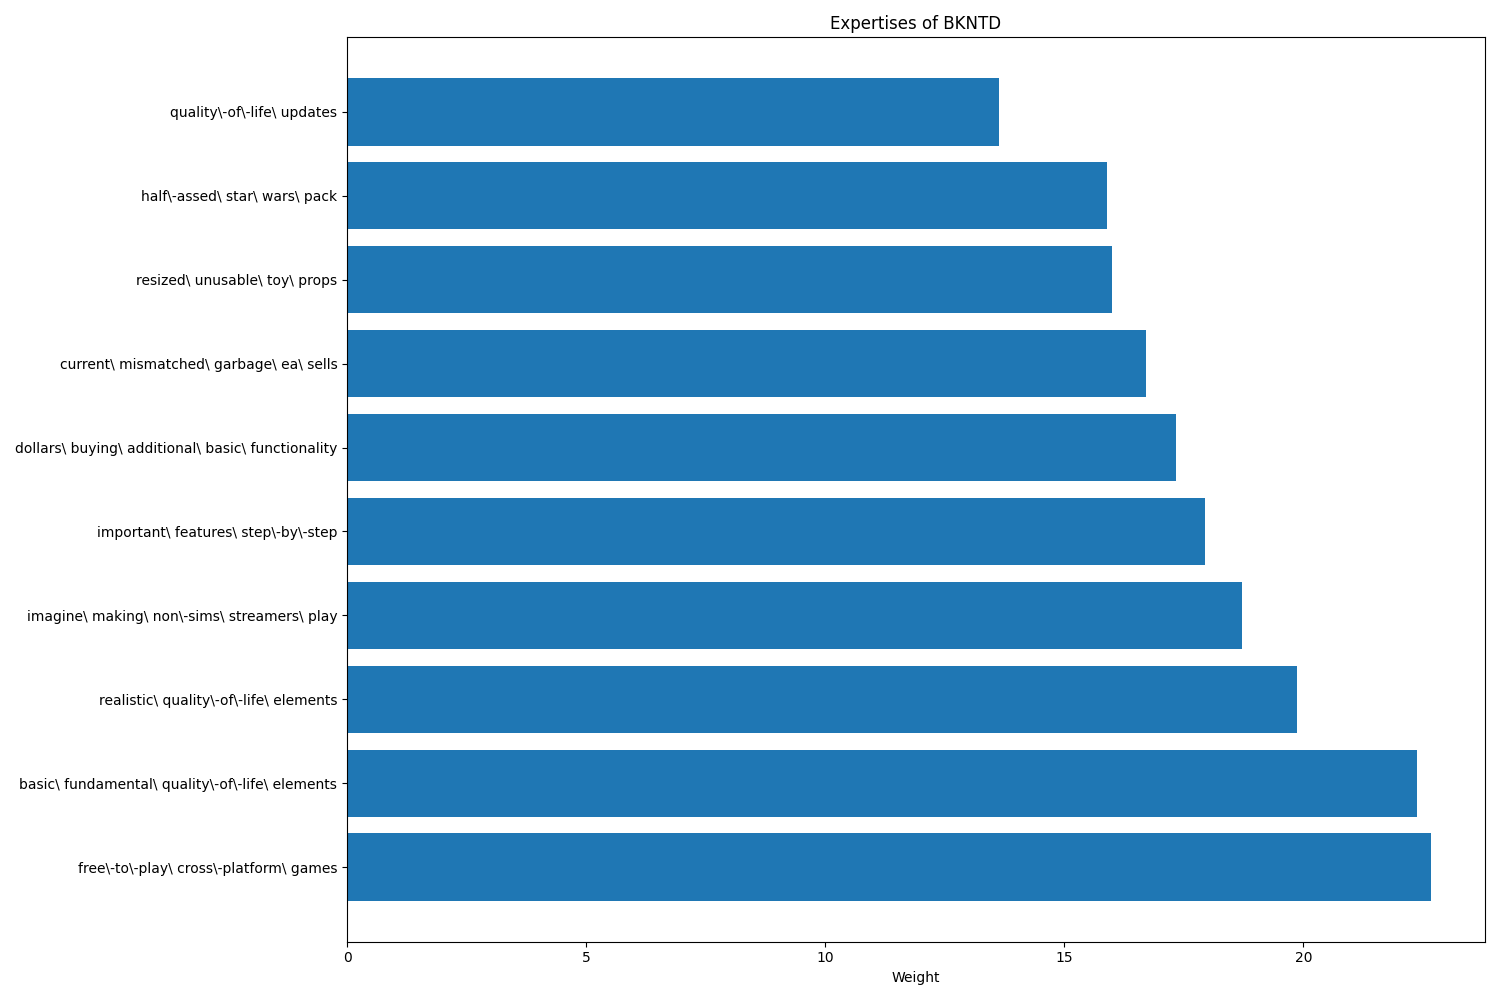 Expertises of BKNTD
quality\-of\-life\ updates
half\-assed\ star\ wars\ pack
resized\ unusable\ toy\ props
current\ mismatched\ garbage\ ea\ sells
dollars\ buying\ additional\ basic\ functionality
important\ features\ step\-by\-step
imagine\ making\ non\-sims\ streamers\ play
realistic\ quality\-of\-life\ elements
basic\ fundamental\ quality\-of\-life\ elements
free\-to\-play\ cross\-platform\ games
0 5 10 15 20
Weight